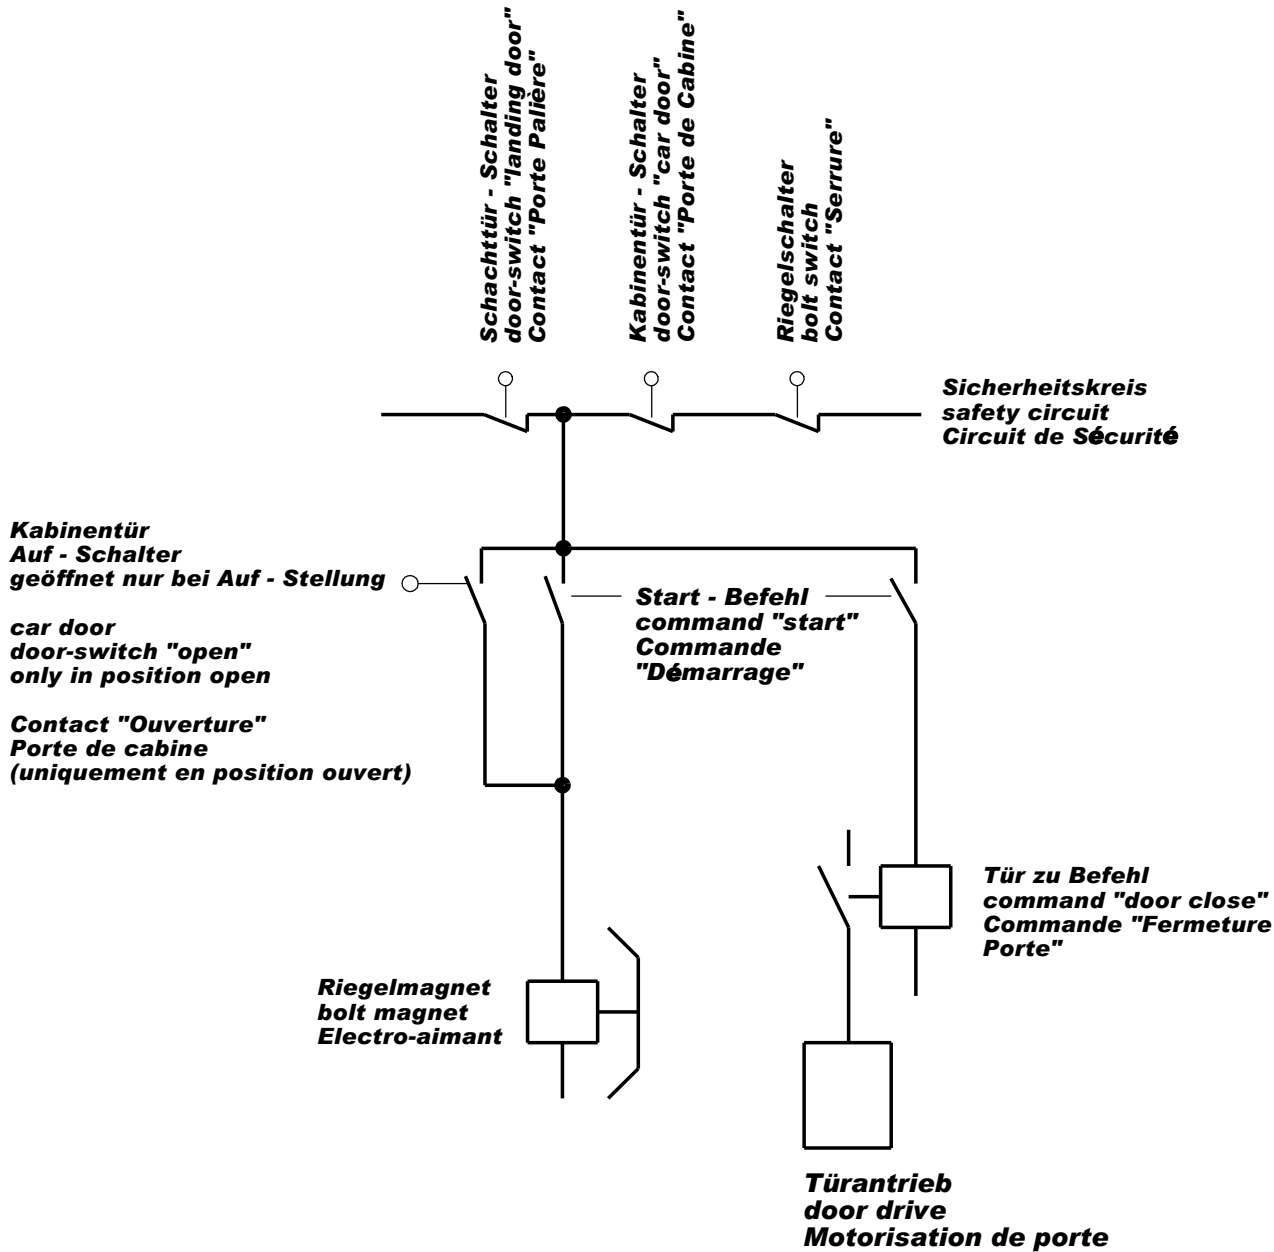 Schachttür - Schalter
door-switch "landing door"
Contact "Porte Palière"
Kabinentür - Schalter
door-switch "car door"
Contact "Porte de Cabine"
Riegelschalter
bolt switch
Contact "Serrure"
Sicherheitskreis
safety circuit
Circuit de Sécurité
Kabinentür
Auf - Schalter
geöffnet nur bei Auf - Stellung
car door
door-switch "open"
only in position open
Contact "Ouverture"
Porte de cabine
(uniquement en position ouvert)
Start - Befehl
command "start"
Commande
"Démarrage"
Tür zu Befehl
command "door close"
Commande "Fermeture
Porte"
Riegelmagnet
bolt magnet
Electro-aimant
Türantrieb
door drive
Motorisation de porte